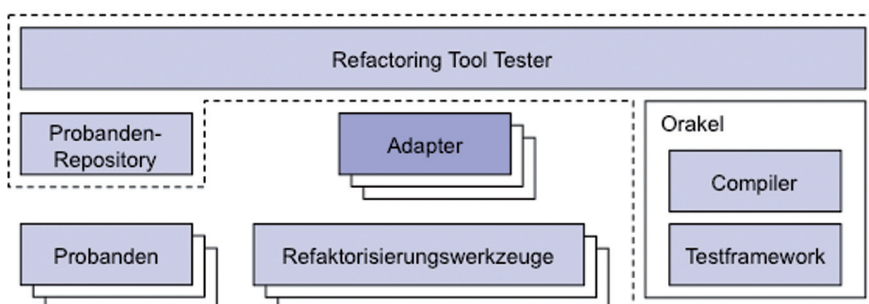 Refactoring Tool Tester
Probanden-
Repository
Adapter
Orakel
Compiler
Probanden
Refaktorisierungswerkzeuge
Testframework